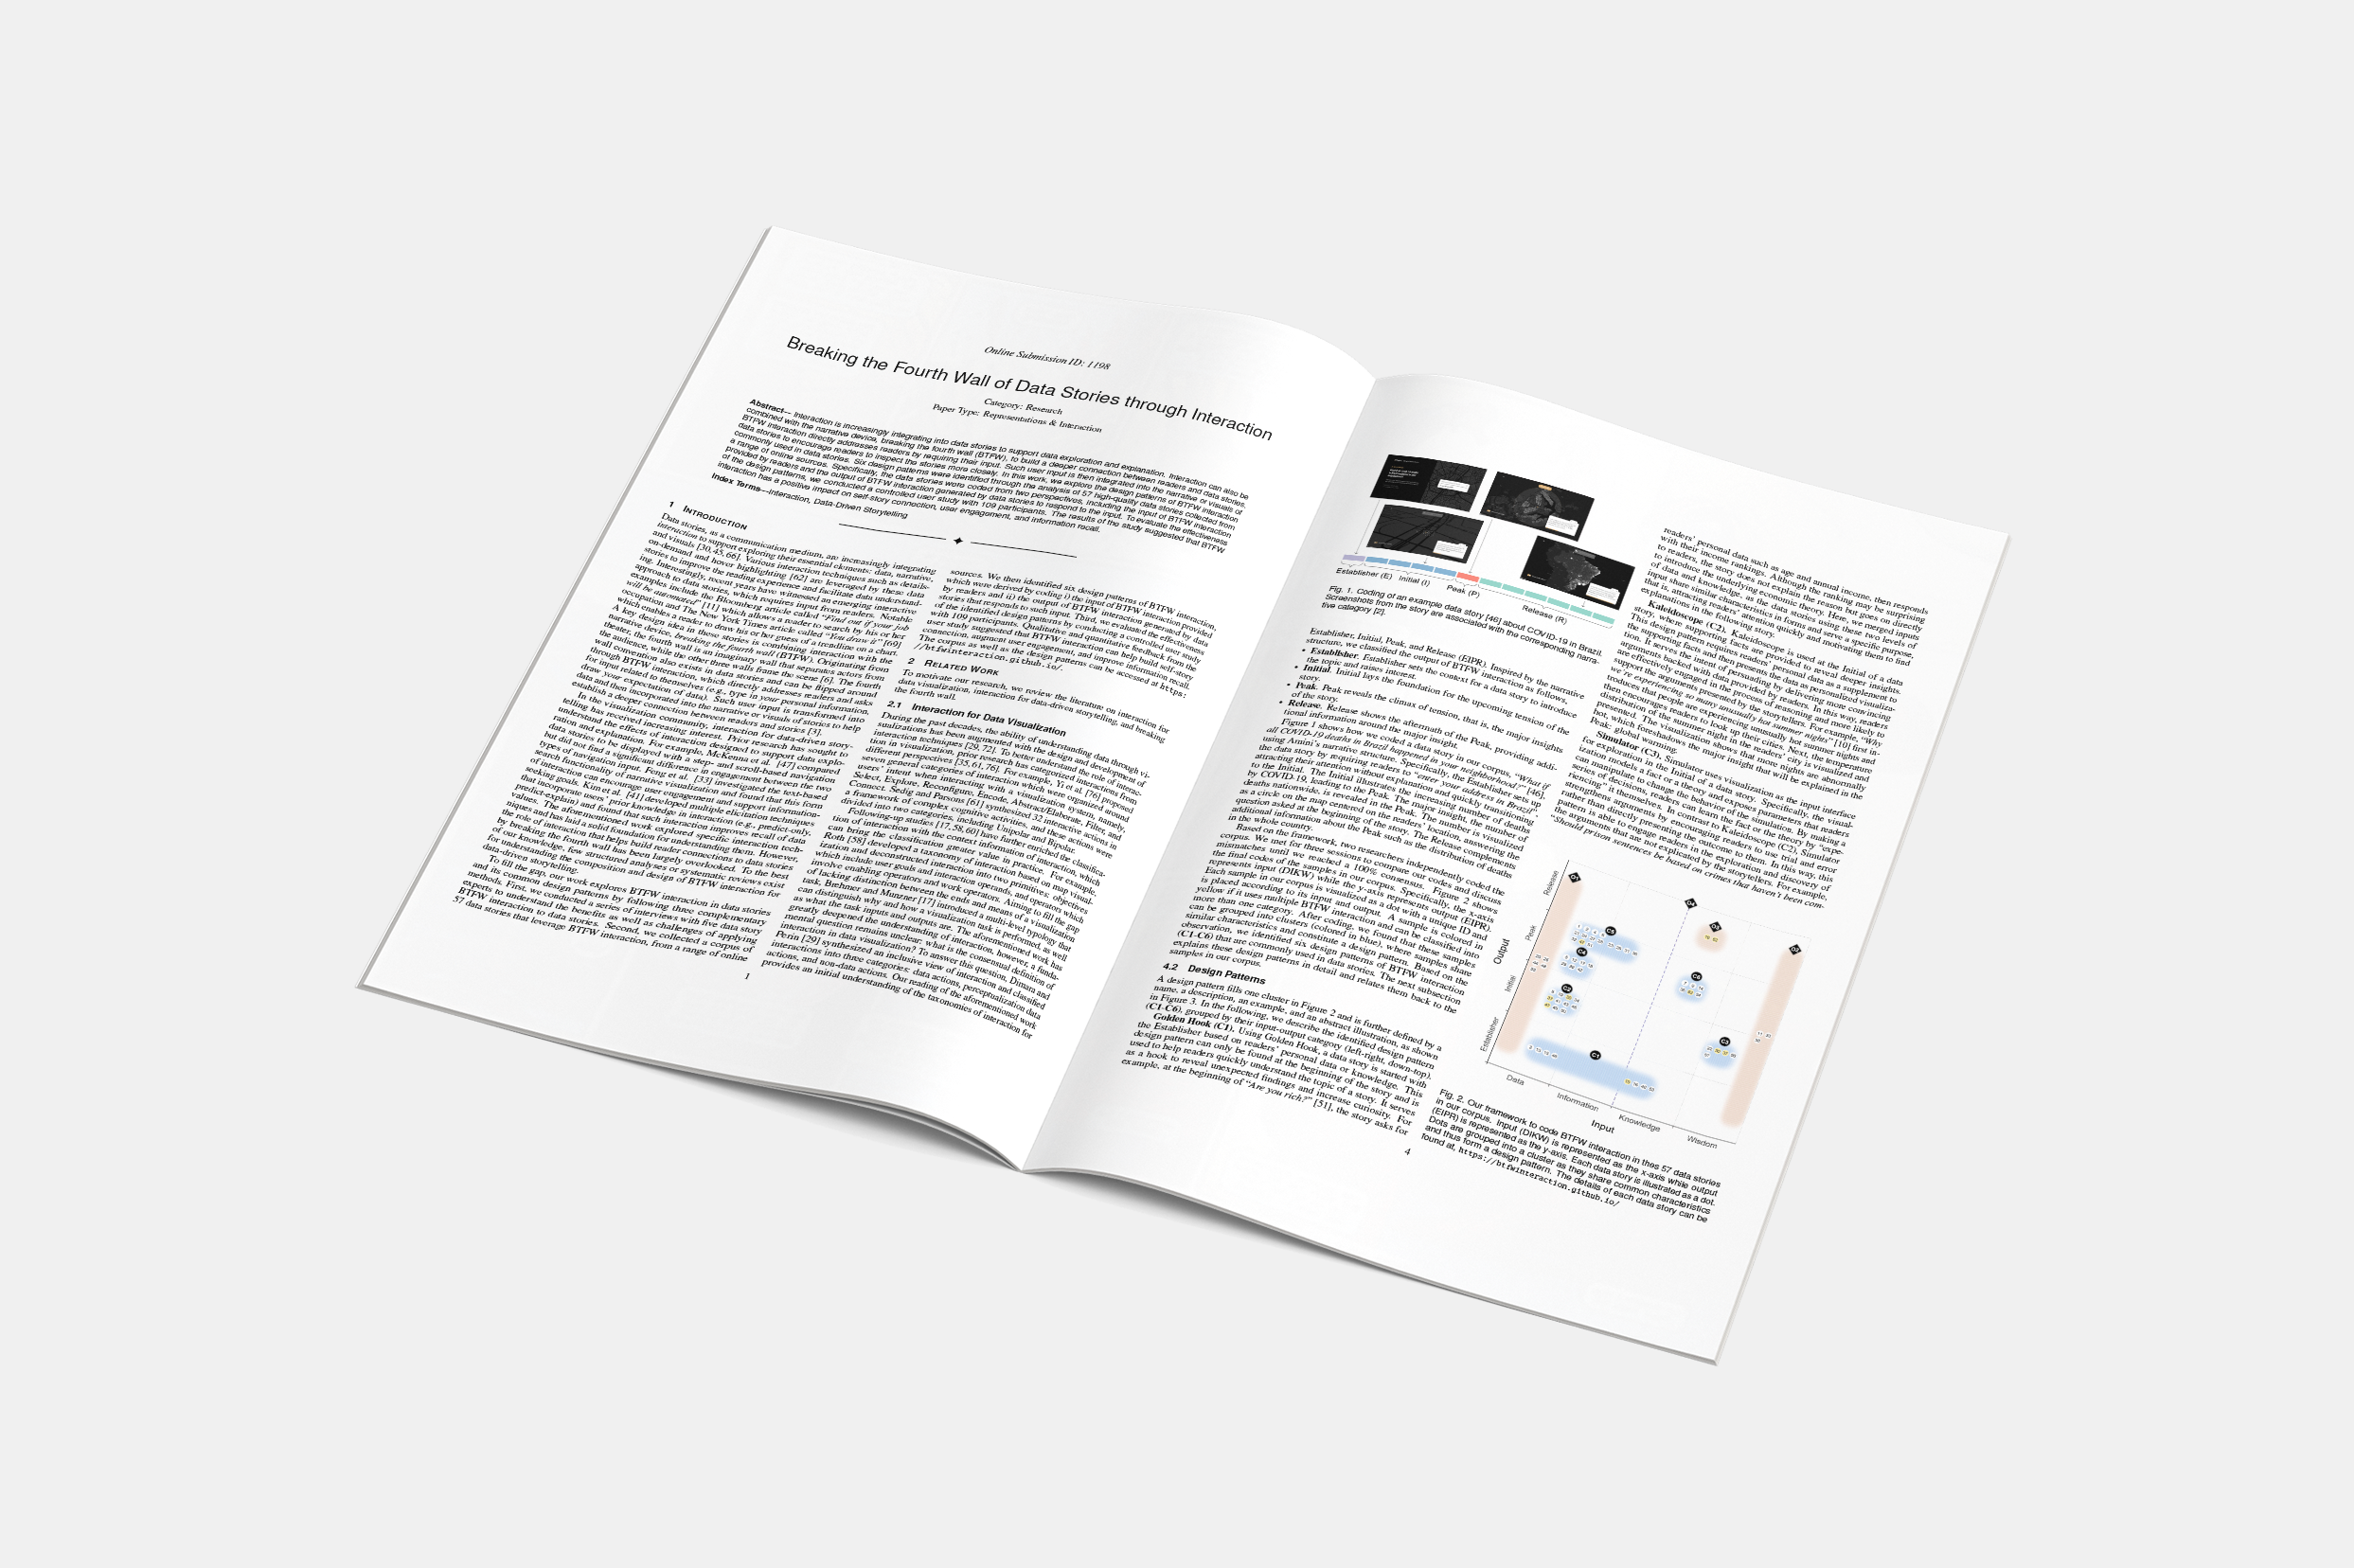 Online Submission ID: 1198
Breaking the Fourth Wall of Data Stories through Interaction
Category: Research
Paper Type: Representations & Interaction
Abstract— Interaction is increasingly integrating into data stories to support data exploration and explanation. Interaction can also be
combined with the narrative device, breaking the fourth wall (BTFW), to build a deeper connection between readers and data stories.
BTFW interaction directly addresses readers by requiring their input. Such user input is then integrated into the narrative or visuals of
data stories to encourage readers to inspect the stories more closely. In this work, we explore the design patterns of BTFW interaction
commonly used in data stories. Six design patterns were identified through the analysis of 57 high-quality data stories collected from
a range of online sources. Specifically, the data stories were coded from two perspectives, including the input of BTFW interaction
provided by readers and the output of BTFW interaction generated by data stories to respond to the input. To evaluate the effectiveness
of the design patterns, we conducted a controlled user study with 109 participants. The results of the study suggested that BTFW
interaction has a positive impact on self-story connection, user engagement, and information recall.
Index Terms—Interaction, Data-Driven Storytelling
1 INTRODUCTION
Data stories, as a communication medium, are increasingly integrating
interaction to support exploring their essential elements: data, narrative,
and visuals [30,45,66]. Various interaction techniques such as details-
on-demand and hover highlighting [62] are leveraged by these data
stories to improve the reading experience and facilitate data understand-
ing. Interestingly, recent years have witnessed an emerging interactive
approach to data stories, which requires input from readers. Notable
examples include the Bloomberg article called “Find out if your job
will be automated” [11] which allows a reader to search by his or her
occupation and The New York Times article called “You draw it” [69]
which enables a reader to draw his or her guess of a trendline on a chart.
A key design idea in these stories is combining interaction with the
narrative device, breaking the fourth wall (BTFW). Originating from
theater, the fourth wall is an imaginary wall that separates actors from
the audience, while the other three walls frame the scene [6]. The fourth
wall convention also exists in data stories and can be flipped around
through BTFW interaction, which directly addresses readers and asks
for input related to themselves (e.g., type in your personal information,
draw your expectation of data). Such user input is transformed into
data and then incorporated into the narrative or visuals of stories to help
establish a deeper connection between readers and stories [3].
In the visualization community, interaction for data-driven story-
telling has received increasing interest. Prior research has sought to
understand the effects of interaction designed to support data explo-
ration and explanation. For example, McKenna et al. [47] compared
data stories to be displayed with a step- and scroll-based navigation
but did not find a significant difference in engagement between the two
types of navigation input. Feng et al. [33] investigated the text-based
search functionality of narrative visualization and found that this form
of interaction can encourage user engagement and support information-
seeking goals. Kim et al. [41] developed multiple elicitation techniques
that incorporate users’ prior knowledge in interaction (e.g., predict-only,
predict-explain) and found that such interaction improves recall of data
values. The aforementioned work explored specific interaction tech-
niques and has laid a solid foundation for understanding them. However,
the role of interaction that helps build reader connections to data stories
by breaking the fourth wall has been largely overlooked. To the best
of our knowledge, few structured analyses or systematic reviews exist
for understanding the composition and design of BTFW interaction for
data-driven storytelling.
To fill the gap, our work explores BTFW interaction in data stories
and its common design patterns by following three complementary
methods. First, we conducted a series of interviews with five data story
experts to understand the benefits as well as challenges of applying
BTFW interaction to data stories. Second, we collected a corpus of
57 data stories that leverage BTFW interaction, from a range of online
sources. We then identified six design patterns of BTFW interaction,
which were derived by coding i) the input of BTFW interaction provided
by readers and ii) the output of BTFW interaction generated by data
stories that responds to such input. Third, we evaluated the effectiveness
of the identified design patterns by conducting a controlled user study
with 109 participants. Qualitative and quantitative feedback from the
user study suggested that BTFW interaction can help build self-story
connection, augment user engagement, and improve information recall.
The corpus as well as the design patterns can be accessed at https:
//btfwinteraction.github.io/.
2 RELATED WORK
To motivate our research, we review the literature on interaction for
data visualization, interaction for data-driven storytelling, and breaking
the fourth wall.
2.1 Interaction for Data Visualization
During the past decades, the ability of understanding data through vi-
sualizations has been augmented with the design and development of
interaction techniques [29,72]. To better understand the role of interac-
tion in visualization, prior research has categorized interactions from
different perspectives [35,61,76]. For example, Yi et al. [76] proposed
seven general categories of interaction which were organized around
users’ intent when interacting with a visualization system, namely,
Select, Explore, Reconfigure, Encode, Abstract/Elaborate, Filter, and
Connect. Sedig and Parsons [61] synthesized 32 interactive actions in
a framework of complex cognitive activities, and these actions were
divided into two categories, including Unipolar and Bipolar.
Following-up studies [17,58,60] have further enriched the classifica-
tion of interaction with the context information of interaction, which
can bring the classification greater value in practice. For example,
Roth [58] developed a taxonomy of interaction based on map visual-
ization and deconstructed interaction into two primitives: objectives
which include user goals and interaction operands, and operators which
involve enabling operators and work operators. Aiming to fill the gap
of lacking distinction between the ends and means of a visualization
task, Brehmer and Munzner [17] introduced a multi-level typology that
can distinguish why and how a visualization task is performed, as well
as what the task inputs and outputs are. The aforementioned work has
greatly deepened the understanding of interaction, however, a funda-
mental question remains unclear: what is the consensual definition of
interaction in data visualization? To answer this question, Dimara and
Perin [29] synthesized an inclusive view of interaction and classified
interactions into three categories: data actions, perceptualization data
actions, and non-data actions. Our reading of the aforementioned work
provides an initial understanding of the taxonomies of interaction for
1
Establisher (E) Initial (I)
Peak (P)
Release (R)
Fig. 1. Coding of an example data story [46] about COVID-19 in Brazil.
Screenshots from the story are associated with the corresponding narra-
tive category [2].
Establisher, Initial, Peak, and Release (EIPR). Inspired by the narrative
structure, we classified the output of BTFW interaction as follows,
• Establisher. Establisher sets the context for a data story to introduce
the topic and raises interest.
• Initial. Initial lays the foundation for the upcoming tension of the
story.
• Peak. Peak reveals the climax of tension, that is, the major insights
of the story.
• Release. Release shows the aftermath of the Peak, providing addi-
tional information around the major insight.
Figure 1 shows how we coded a data story in our corpus, “What if
all COVID-19 deaths in Brazil happened in your neighborhood?” [46],
using Amini’s narrative structure. Specifically, the Establisher sets up
the data story by requiring readers to “enter your address in Brazil”,
attracting their attention without explanation and quickly transitioning
to the Initial. The Initial illustrates the increasing number of deaths
by COVID-19, leading to the Peak. The major insight, the number of
deaths nationwide, is revealed in the Peak. The number is visualized
as a circle on the map centered on the readers’ location, answering the
question asked at the beginning of the story. The Release complements
additional information about the Peak such as the distribution of deaths
in the whole country.
Based on the framework, two researchers independently coded the
corpus. We met for three sessions to compare our codes and discuss
mismatches until we reached a 100% consensus. Figure 2 shows
the final codes of the samples in our corpus. Specifically, the x-axis
represents input (DIKW) while the y-axis represents output (EIPR).
Each sample in our corpus is visualized as a dot with a unique ID and
is placed according to its input and output. A sample is colored in
yellow if it uses multiple BTFW interaction and can be classified into
more than one category. After coding, we found that these samples
can be grouped into clusters (colored in blue), where samples share
similar characteristics and constitute a design pattern. Based on the
observation, we identified six design patterns of BTFW interaction
(C1-C6) that are commonly used in data stories. The next subsection
explains these design patterns in detail and relates them back to the
samples in our corpus.
4.2 Design Patterns
A design pattern fills one cluster in Figure 2 and is further defined by a
name, a description, an example, and an abstract illustration, as shown
in Figure 3. In the following, we describe the identified design pattern
(C1-C6), grouped by their input-output category (left-right, down-top).
Golden Hook (C1). Using Golden Hook, a data story is started with
the Establisher based on readers’ personal data or knowledge. This
design pattern can only be found at the beginning of the story and is
used to help readers quickly understand the topic of a story. It serves
as a hook to reveal unexpected findings and increase curiosity. For
example, at the beginning of “Are you rich?” [51], the story asks for
readers’ personal data such as age and annual income, then responds
with their income rankings. Although the ranking may be surprising
to readers, the story does not explain the reason but goes on directly
to introduce the underlying economic theory. Here, we merged inputs
of data and knowledge, as the data stories using these two levels of
input share similar characteristics in forms and serve a specific purpose,
that is, attracting readers’ attention quickly and motivating them to find
explanations in the following story.
Kaleidoscope (C2). Kaleidoscope is used at the Initial of a data
story, where supporting facts are provided to reveal deeper insights.
This design pattern requires readers’ personal data as a supplement to
the supporting facts and then presents the data as personalized visualiza-
tion. It serves the intent of persuading by delivering more convincing
arguments backed with data provided by readers. In this way, readers
are effectively engaged in the process of reasoning and more likely to
support the arguments presented by the storytellers. For example, “Why
we’re experiencing so many unusually hot summer nights” [10] first in-
troduces that people are experiencing unusually hot summer nights and
then encourages readers to look up their cities. Next, the temperature
distribution of the summer night in the readers’ city is visualized and
presented. The visualization shows that more nights are abnormally
hot, which foreshadows the major insight that will be explained in the
Peak: global warming.
Simulator (C3). Simulator uses visualization as the input interface
for exploration in the Initial of a data story. Specifically, the visual-
ization models a fact or a theory and exposes parameters that readers
can manipulate to change the behavior of the simulation. By making a
series of decisions, readers can learn the fact or the theory by “expe-
riencing” it themselves. In contrast to Kaleidoscope (C2), Simulator
strengthens arguments by encouraging readers to use trial and error
rather than directly presenting the outcome to them. In this way, this
pattern is able to engage readers in the exploration and discovery of
the arguments that are not explicated by the storytellers. For example,
“Should prison sentences be based on crimes that haven’t been com-
Output
Release
Peak
Initial
Establisher
C5
C4
C2
C1
C6
C3
Data
Information
Knowledge
Wisdom
Input
Fig. 2. Our framework to code BTFW interaction in thes 57 data stories
in our corpus. Input (DIKW) is represented as the x-axis while output
(EIPR) is represented as the y-axis. Each data story is illustrated as a dot.
Dots are grouped into a cluster as they share common characteristics
and thus form a design pattern. The details of each data story can be
found at, https://btfwinteraction.github.io/
4